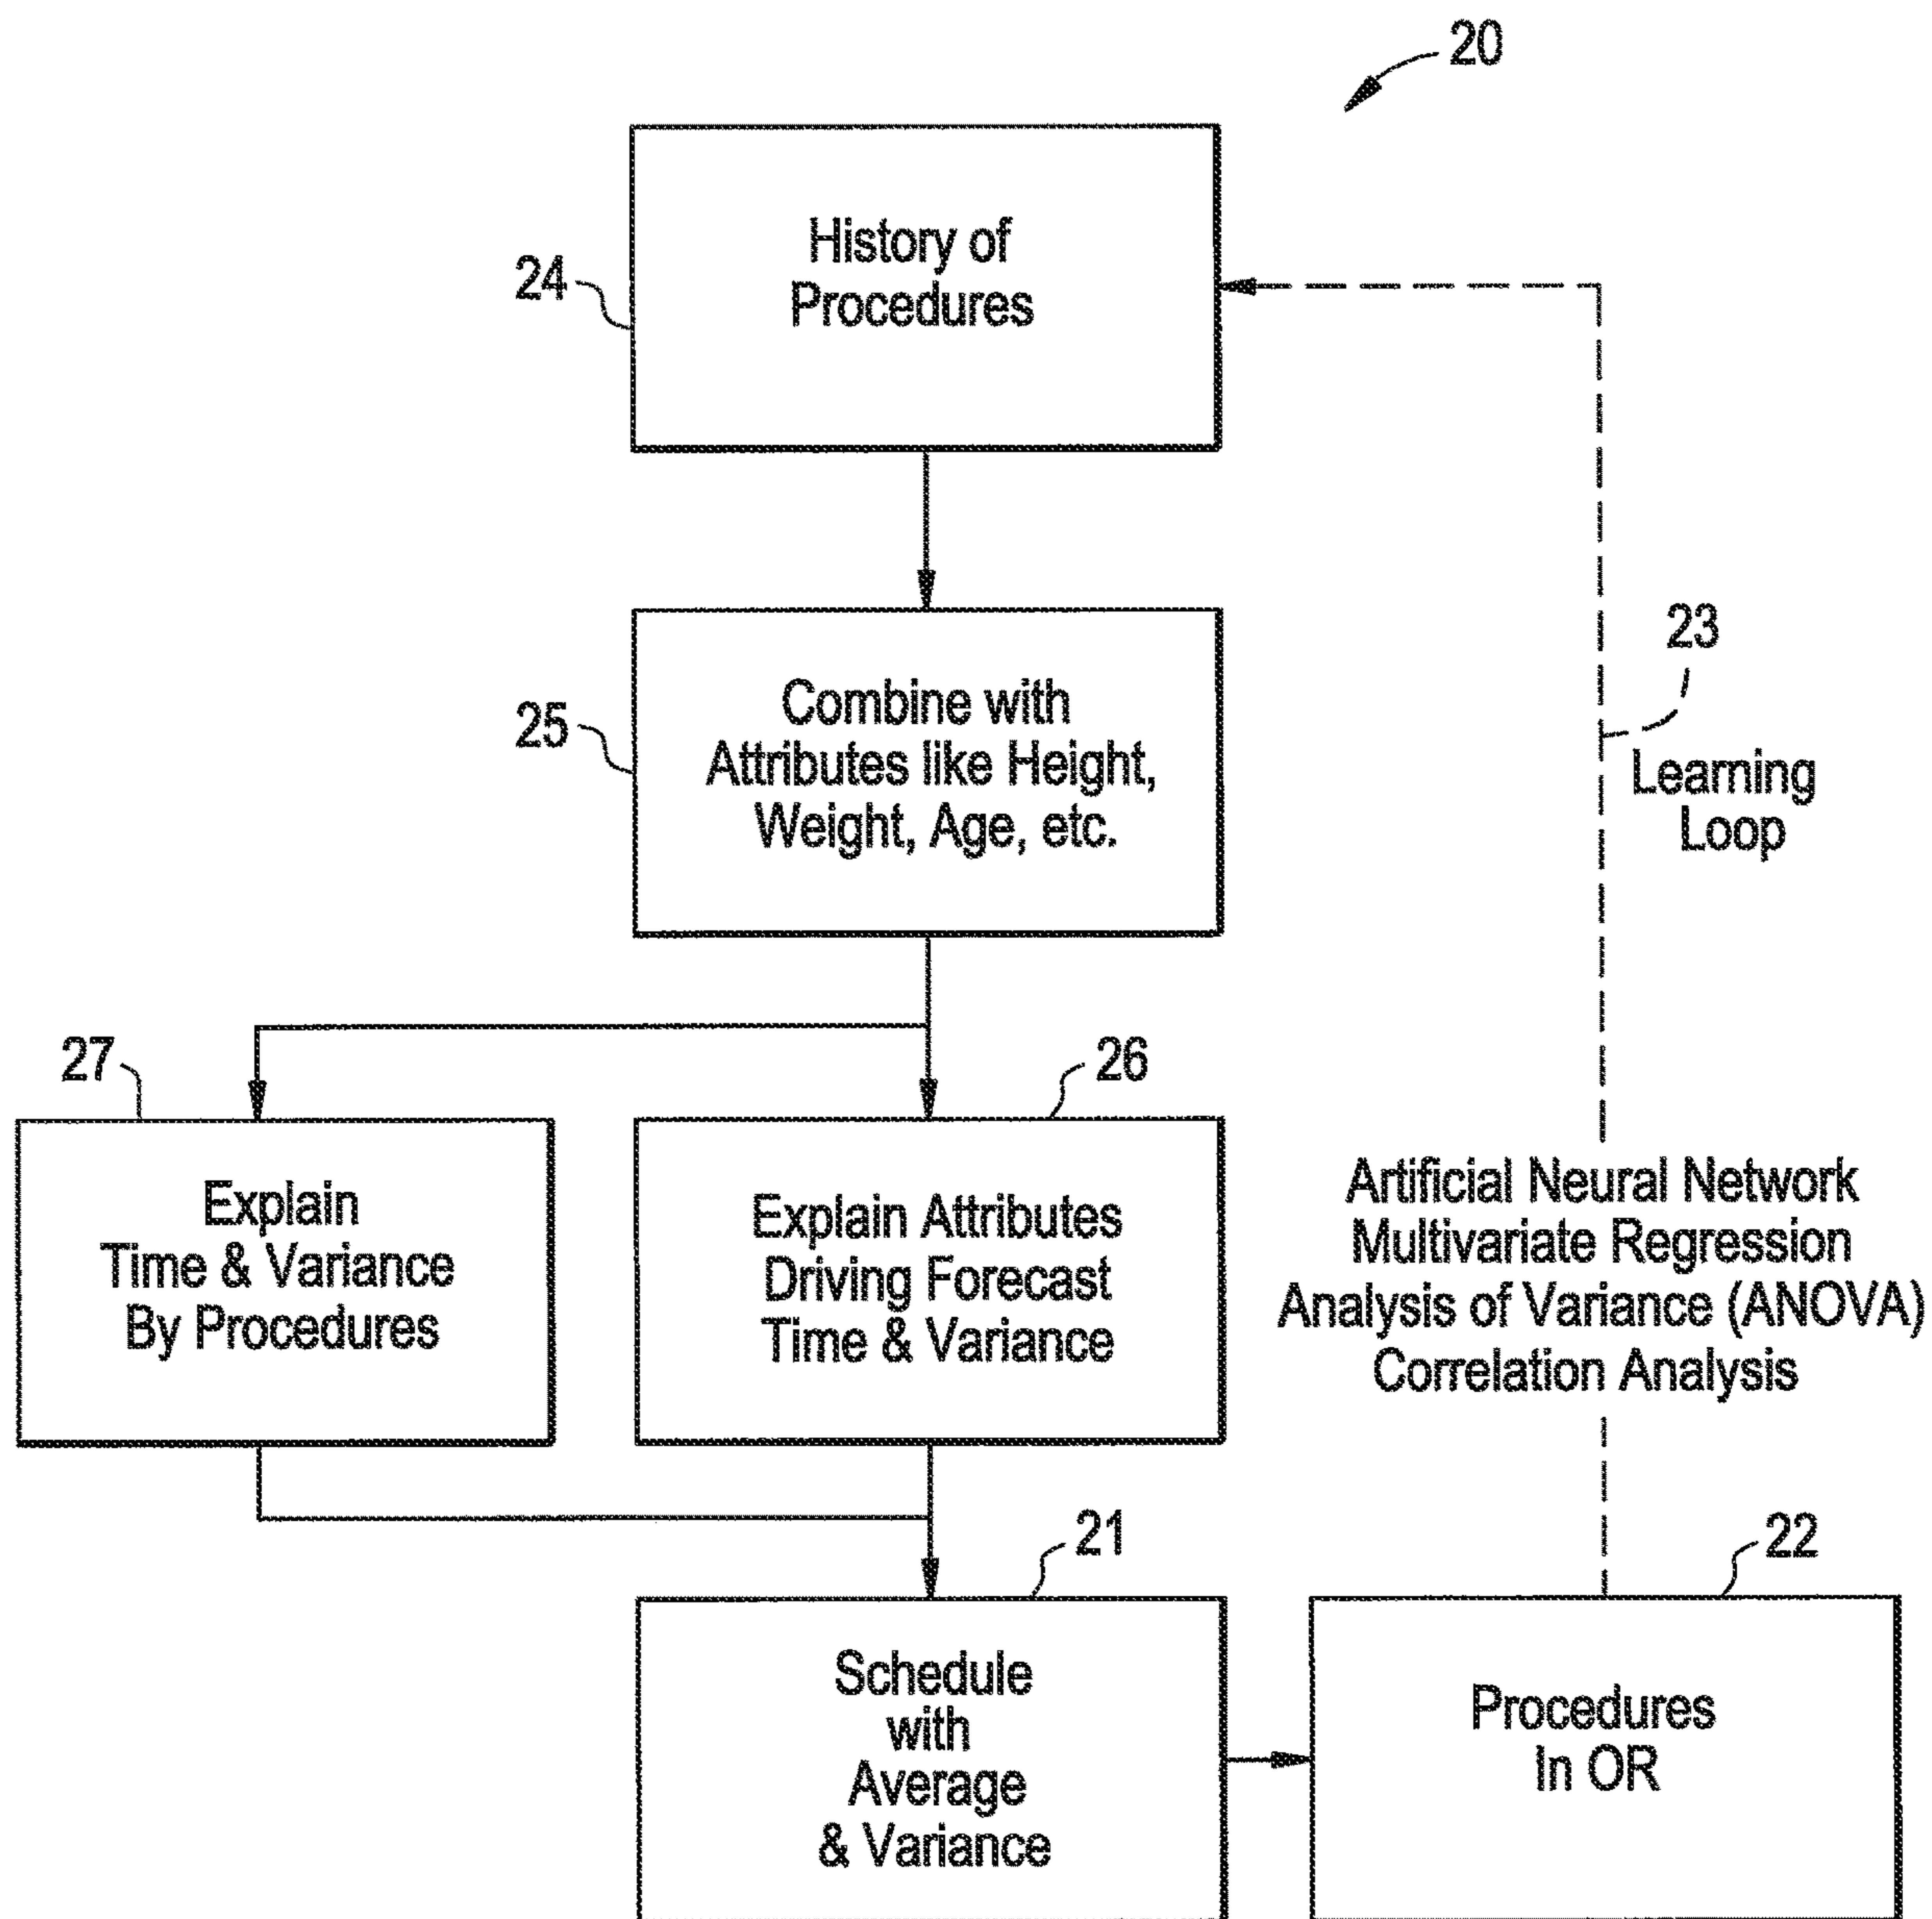 20
24
History of
Procedures
25
Combine with
Attributes like Height,
Weight, Age, etc.
23
Learning
Loop
27
Explain
Time & Variance
By Procedures
26
Explain Attributes
Driving Forecast
Time & Variance
Artificial Neural Network
Multivariate Regression
Analysis of Variance (ANOVA)
Correlation Analysis
21
Schedule
with
Average
& Variance
22
Procedures
In OR